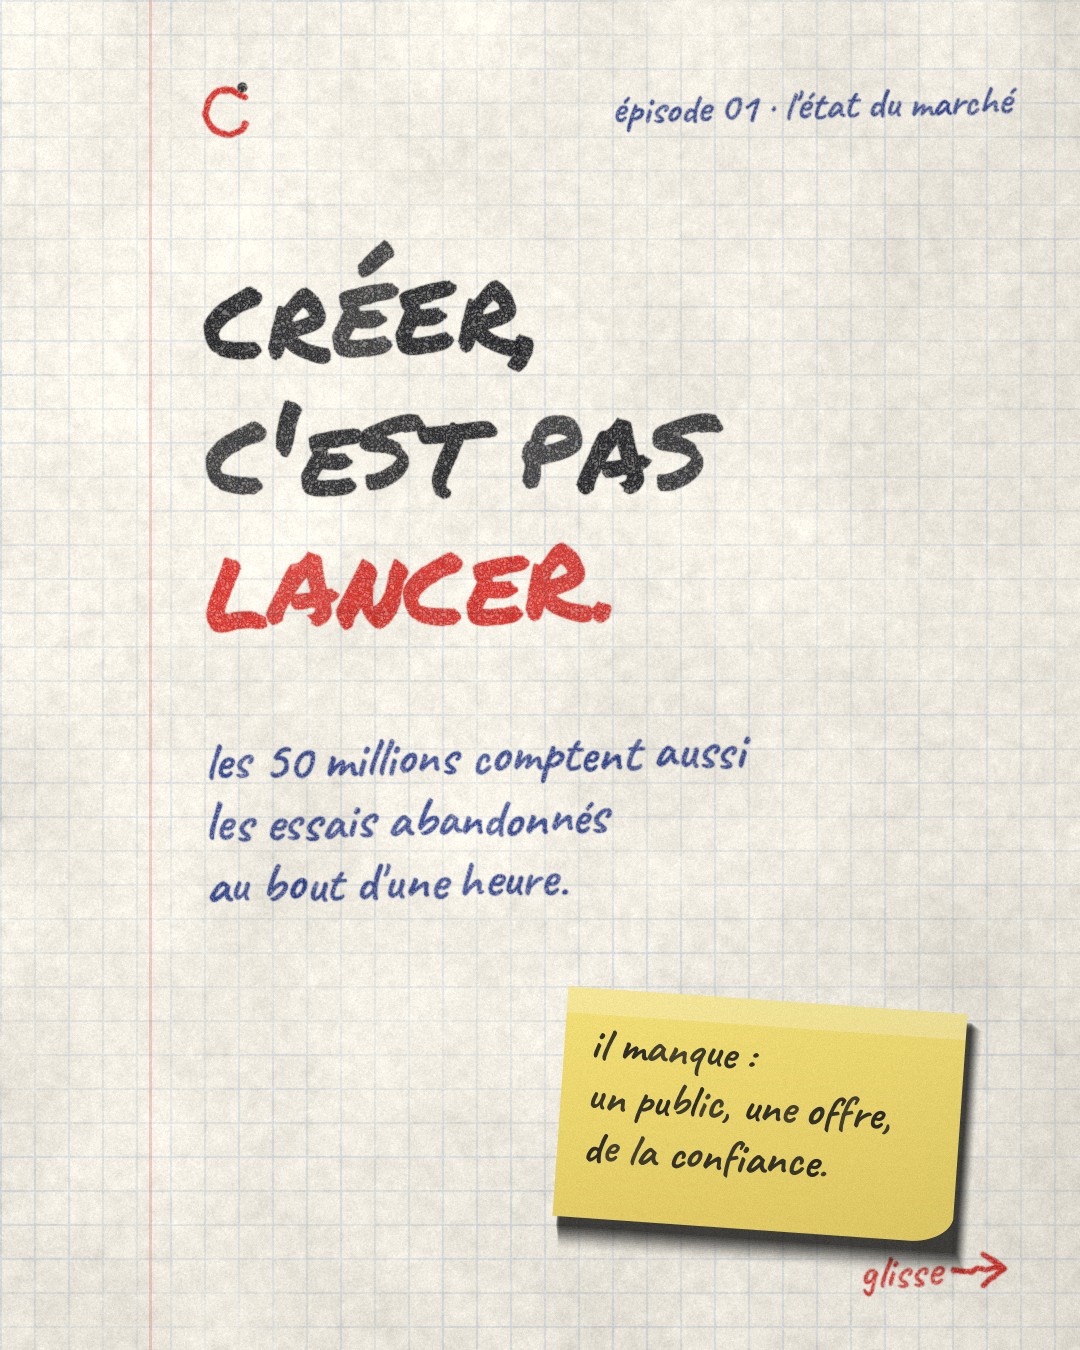 épisode 01 · l'état du marché
CRÉER,
C'EST PAS
LANCER.
les 50 millions comptent aussi
les essais abandonnés
au bout d'une heure.
il manque :
un public, une offre,
de la confiance.
glisse